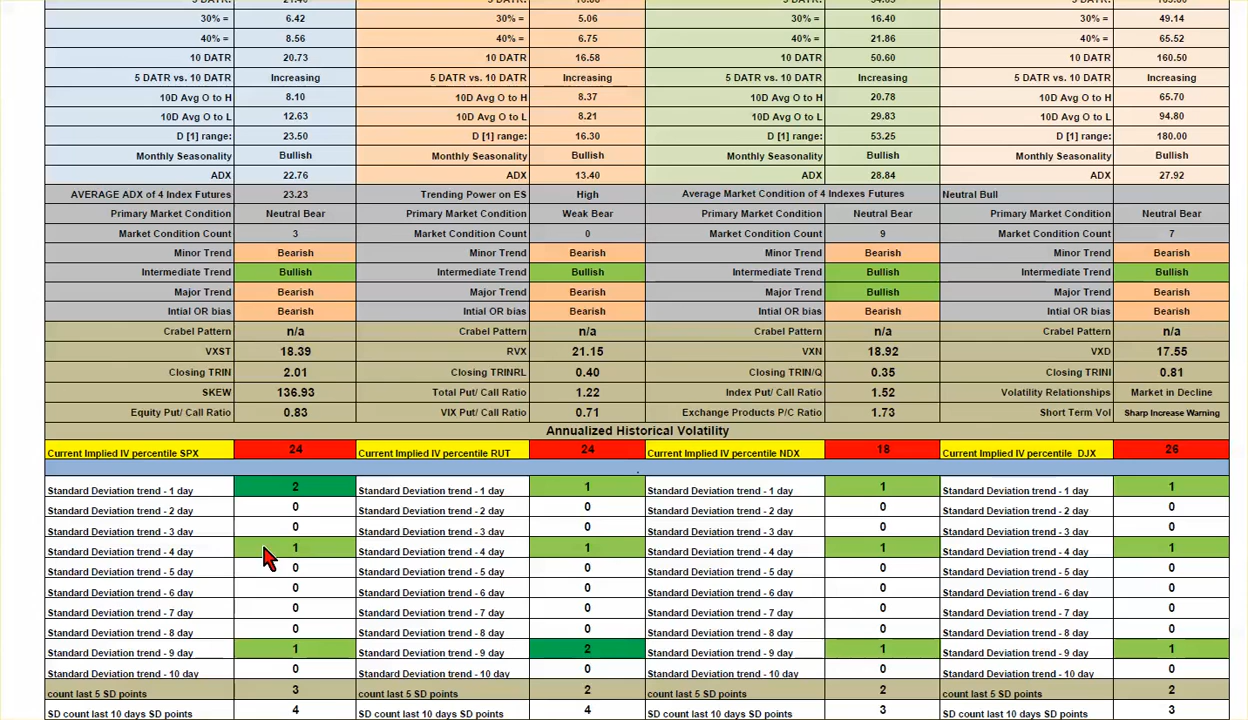 30% = 6.42 30% = 5.06 30% = 16.40 30% = 49.14
40% = 8.56 40% = 6.75 40% = 21.86 40% = 65.52
10 DATR 20.73 10 DATR 16.58 10 DATR 50.60 10 DATR 160.50
5 DATR vs. 10 DATR Increasing 5 DATR vs. 10 DATR Increasing 5 DATR vs. 10 DATR Increasing 5 DATR vs. 10 DATR Increasing
10D Avg O to H 8.10 10D Avg O to H 8.37 10D Avg O to H 20.78 10D Avg O to H 65.70
10D Avg O to L 12.63 10D Avg O to L 8.21 10D Avg O to L 29.83 10D Avg O to L 94.80
D [1] range: 23.50 D [1] range: 16.30 D [1] range: 53.25 D [1] range: 180.00
Monthly Seasonality Bullish Monthly Seasonality Bullish Monthly Seasonality Bullish Monthly Seasonality Bullish
ADX 22.76 ADX 13.40 ADX 28.84 ADX 27.92
AVERAGE ADX of 4 Index Futures 23.23 Trending Power on ES High Average Market Condition of 4 Indexes Futures Neutral Bull
Primary Market Condition Neutral Bear Primary Market Condition Weak Bear Primary Market Condition Neutral Bear Primary Market Condition Neutral Bear
Market Condition Count 3 Market Condition Count 0 Market Condition Count 9 Market Condition Count 7
Minor Trend Bearish Minor Trend Bearish Minor Trend Bearish Minor Trend Bearish
Intermediate Trend Bullish Intermediate Trend Bullish Intermediate Trend Bullish Intermediate Trend Bullish
Major Trend Bearish Major Trend Bearish Major Trend Bullish Major Trend Bearish
Intial OR bias Bearish Intial OR bias Bearish Intial OR bias Bearish Intial OR bias Bearish
Crabel Pattern n/a Crabel Pattern n/a Crabel Pattern n/a Crabel Pattern n/a
VXST 18.39 RVX 21.15 VXN 18.92 VXD 17.55
Closing TRIN 2.01 Closing TRINRL 0.40 Closing TRIN/Q 0.35 Closing TRINI 0.81
SKEW 136.93 Total Put/ Call Ratio 1.22 Index Put/ Call Ratio 1.52 Volatility Relationships Market in Decline
Equity Put/ Call Ratio 0.83 VIX Put/ Call Ratio 0.71 Exchange Products P/C Ratio 1.73 Short Term Vol Sharp Increase Warning
Annualized Historical Volatility
Current Implied IV percentile SPX 24 Current Implied IV percentile RUT 24 Current Implied IV percentile NDX 18 Current Implied IV percentile DJX 26
Standard Deviation trend - 1 day 2 Standard Deviation trend - 1 day 1 Standard Deviation trend - 1 day 1 Standard Deviation trend - 1 day 1
Standard Deviation trend - 2 day 0 Standard Deviation trend - 2 day 0 Standard Deviation trend - 2 day 0 Standard Deviation trend - 2 day 0
Standard Deviation trend - 3 day 0 Standard Deviation trend - 3 day 0 Standard Deviation trend - 3 day 0 Standard Deviation trend - 3 day 0
Standard Deviation trend - 4 day 1 Standard Deviation trend - 4 day 1 Standard Deviation trend - 4 day 1 Standard Deviation trend - 4 day 1
Standard Deviation trend - 5 day 0 Standard Deviation trend - 5 day 0 Standard Deviation trend - 5 day 0 Standard Deviation trend - 5 day 0
Standard Deviation trend - 6 day 0 Standard Deviation trend - 6 day 0 Standard Deviation trend - 6 day 0 Standard Deviation trend - 6 day 0
Standard Deviation trend - 7 day 0 Standard Deviation trend - 7 day 0 Standard Deviation trend - 7 day 0 Standard Deviation trend - 7 day 0
Standard Deviation trend - 8 day 0 Standard Deviation trend - 8 day 0 Standard Deviation trend - 8 day 0 Standard Deviation trend - 8 day 0
Standard Deviation trend - 9 day 1 Standard Deviation trend - 9 day 2 Standard Deviation trend - 9 day 1 Standard Deviation trend - 9 day 1
Standard Deviation trend - 10 day 0 Standard Deviation trend - 10 day 0 Standard Deviation trend - 10 day 0 Standard Deviation trend - 10 day 0
count last 5 SD points 3 count last 5 SD points 2 count last 5 SD points 2 count last 5 SD points 2
SD count last 10 days SD points 4 SD count last 10 days SD points 4 SD count last 10 days SD points 3 SD count last 10 days SD points 3